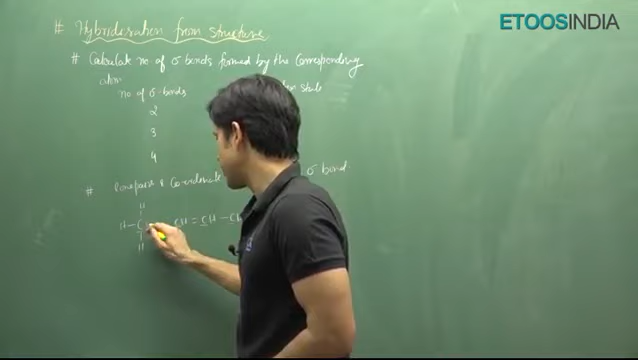 ETOOSINDIA
# Hybridisation from structure
# Calculate no of σ bonds formed by the corresponding
atom
no of σ-bonds
2
3
4
# lone pair & Coordinate σ bond
H
H - C CH = CH - CH
H